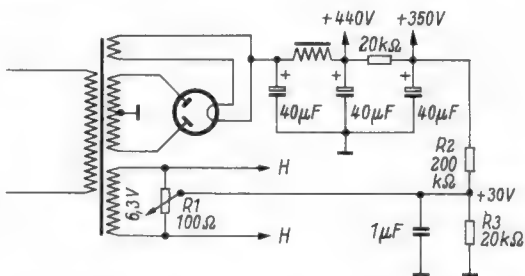 +440V +350V
20kΩ
+ + +
40µF 40µF 40µF
R2
200
kΩ
H
+30V
6,3V
R1
100Ω
1µF
R3
20kΩ
H